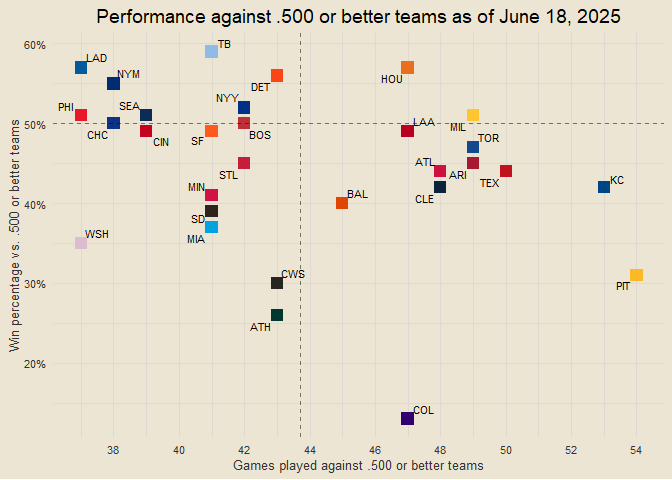 Performance against .500 or better teams as of June 18, 2025
60%
TB
LAD
NYM
DET
HOU
NYY
PHI
SEA
MIL
50%
LAA
CHC
CIN
SF
BOS
TOR
STL
ATL
ARI
TEX
MIN
BAL
CLE
KC
40%
SD
MIA
WSH
CWS
PIT
30%
ATH
20%
COL
38 40 42 44 46 48 50 52 54
Games played against .500 or better teams
Win percentage vs. .500 or better teams